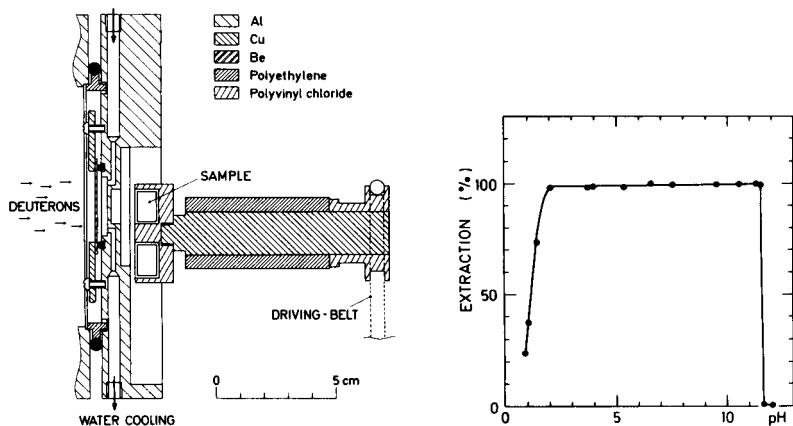 Al
Cu
Be
Polyethylene
Polyvinyl chloride
SAMPLE
DEUTERONS
DRIVING-BELT
0 5 cm
WATER COOLING
EXTRACTION (%)
100
50
0
0 5 10 pH